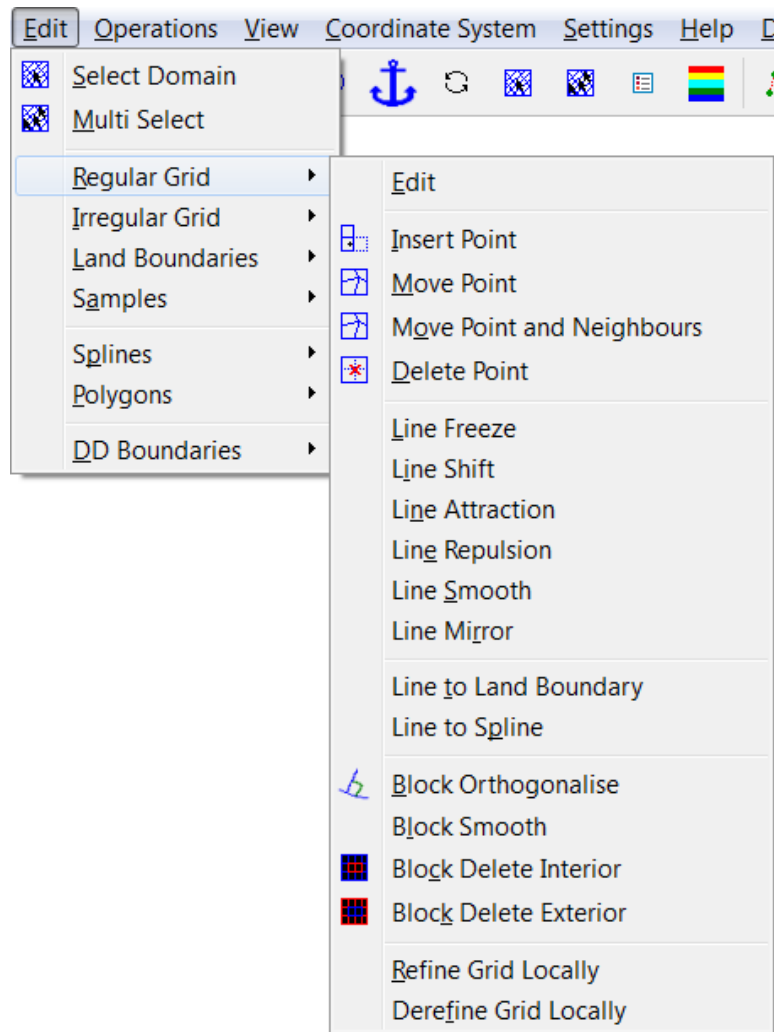 Edit Operations View Coordinate System Settings Help
Select Domain
Multi Select
Regular Grid
Irregular Grid
Land Boundaries
Samples
Splines
Polygons
DD Boundaries
Edit
Insert Point
Move Point
Move Point and Neighbours
Delete Point
Line Freeze
Line Shift
Line Attraction
Line Repulsion
Line Smooth
Line Mirror
Line to Land Boundary
Line to Spline
Block Orthogonalise
Block Smooth
Block Delete Interior
Block Delete Exterior
Refine Grid Locally
Derefine Grid Locally